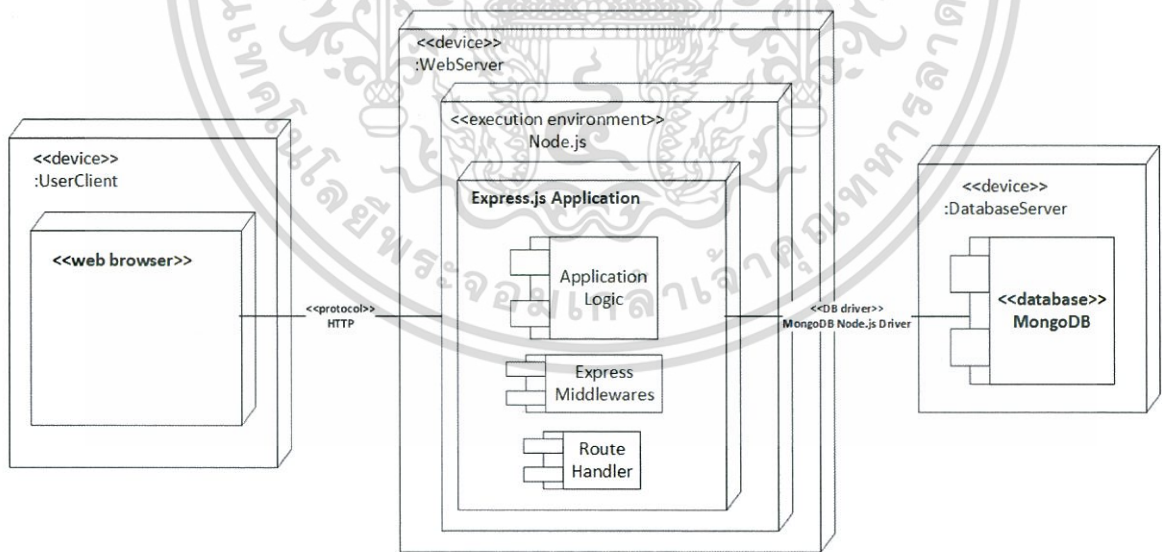 <<device>>
:UserClient
<<web browser>>
<<protocol>>
HTTP
<<device>>
:WebServer
<<execution environment>>
Node.js
Express.js Application
Application
Logic
Express
Middlewares
Route
Handler
<<DB driver>>
MongoDB Node.js Driver
<<device>>
:DatabaseServer
<<database>>
MongoDB